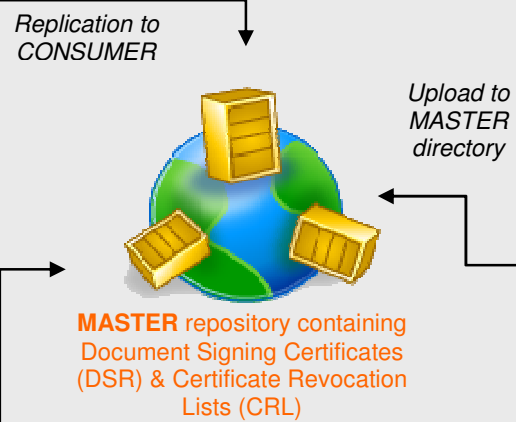 Replication to
CONSUMER
Upload to
MASTER
directory
MASTER repository containing
Document Signing Certificates
(DSR) & Certificate Revocation
Lists (CRL)